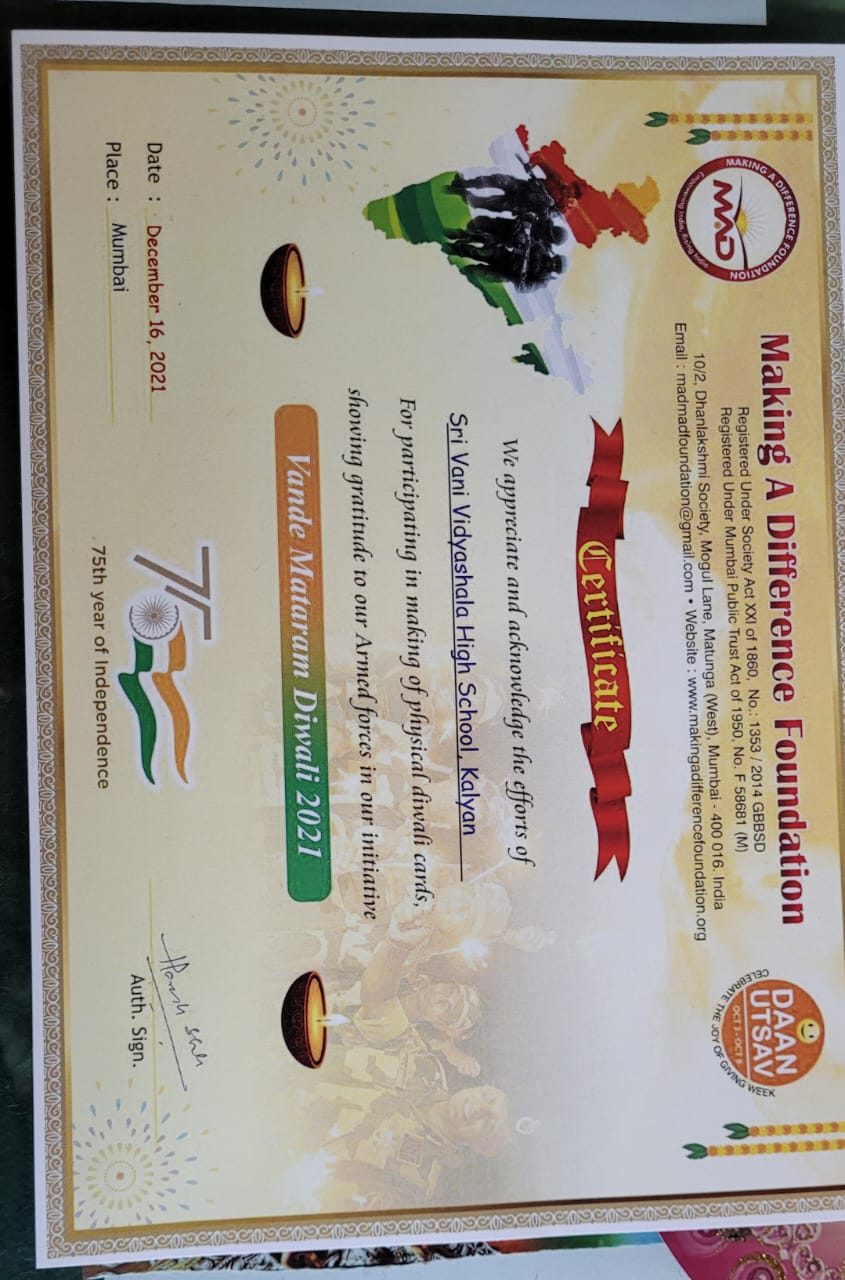 MAKING A DIFFERENCE FOUNDATION
MAD
Empowering India, Rising India
Making A Difference Foundation
Registered Under Society Act XXI of 1860, No.: 1353 / 2014 GBBSD
Registered Under Mumbai Public Trust Act of 1950, No. F 58681 (M)
10/2, Dhanlakshmi Society, Mogul Lane, Matunga (West), Mumbai - 400 016. India
Email : madmadfoundation@gmail.com • Website : www.makingadifferencefoundation.org
DAAN
UTSAV
OCT 2 - OCT 8
CELEBRATE THE JOY OF GIVING WEEK
Certificate
We appreciate and acknowledge the efforts of
Sri Vani Vidyashala High School, Kalyan
For participating in making of physical diwali cards,
showing gratitude to our Armed forces in our initiative
Vande Mataram Diwali 2021
75
75th year of Independence
Date : December 16, 2021
Place : Mumbai
Auth. Sign.